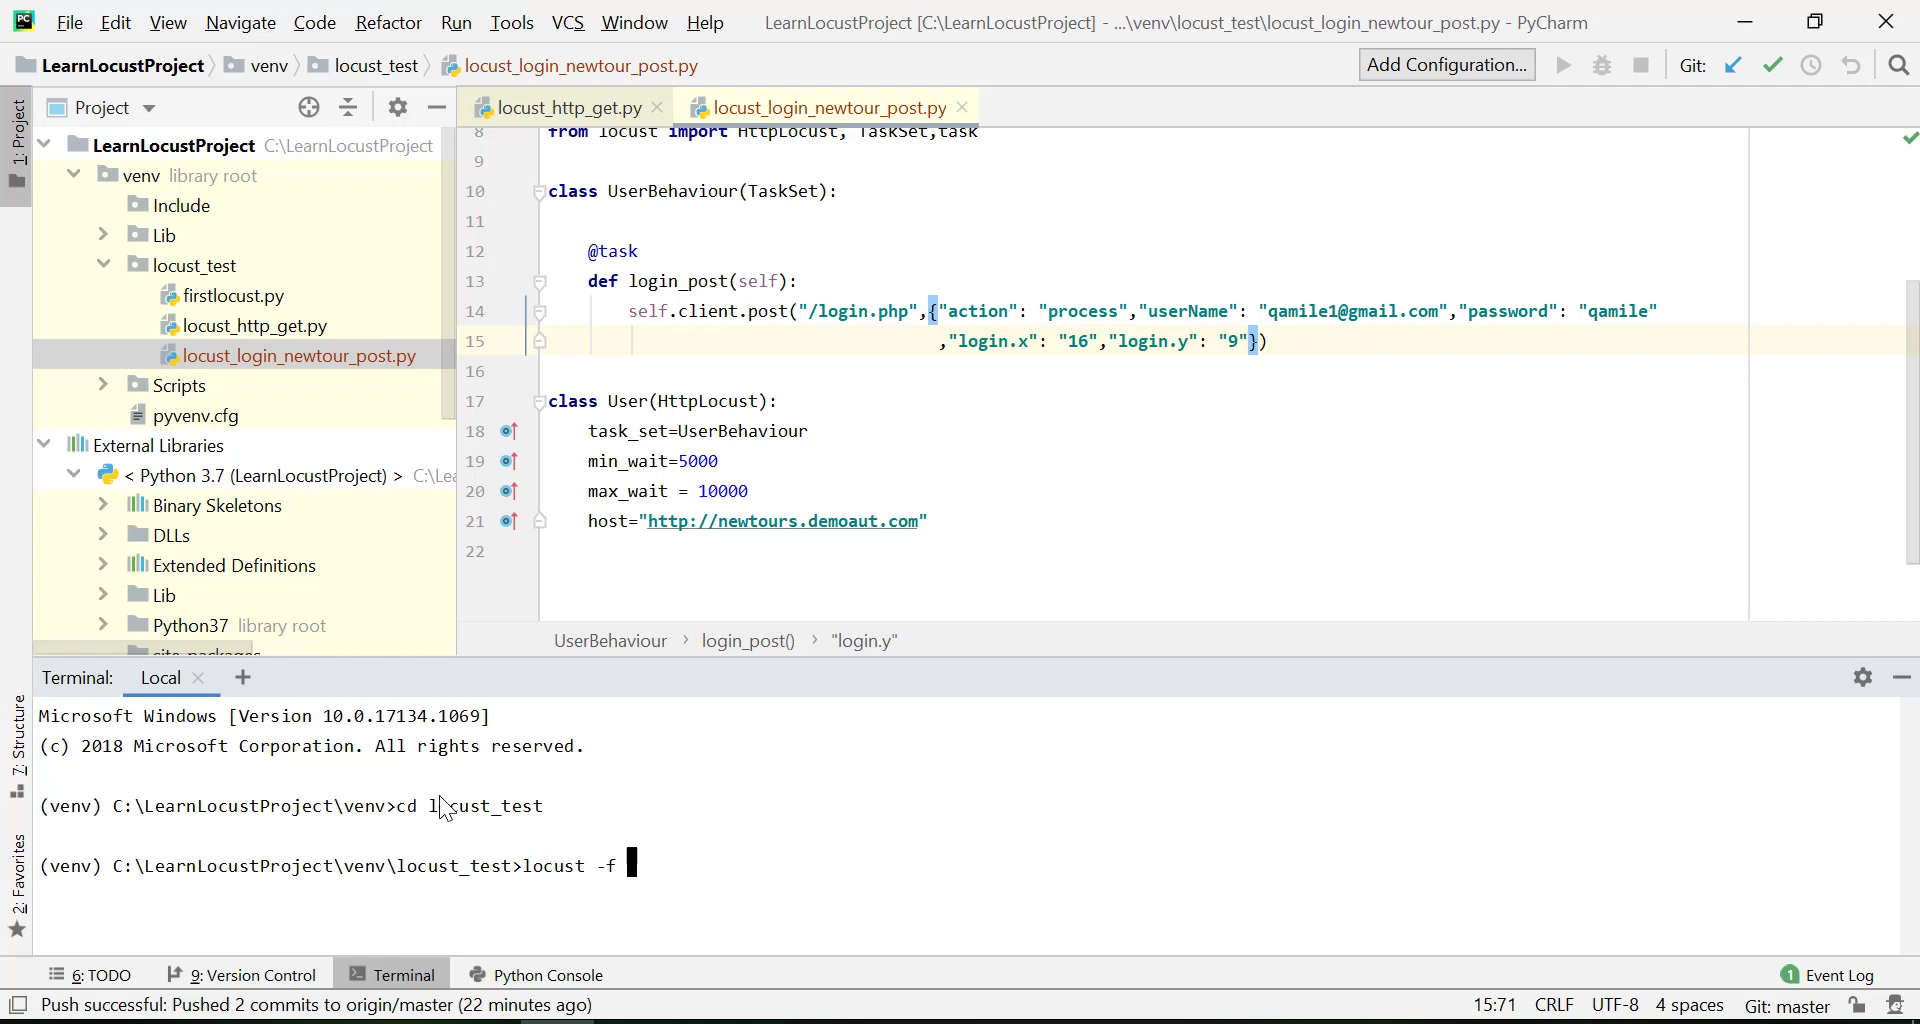 File Edit View Navigate Code Refactor Run Tools VCS Window Help LearnLocustProject [C:\LearnLocustProject] - ...\venv\locust_test\locust_login_newtour_post.py - PyCharm
LearnLocustProject venv locust_test locust_login_newtour_post.py Add Configuration... Git:
1: Project
Project
LearnLocustProject C:\LearnLocustProject
venv library root
Include
Lib
locust_test
firstlocust.py
locust_http_get.py
locust_login_newtour_post.py
Scripts
pyvenv.cfg
External Libraries
< Python 3.7 (LearnLocustProject) > C:\Lea
Binary Skeletons
DLLs
Extended Definitions
Lib
Python37 library root
site-packages
locust_http_get.py locust_login_newtour_post.py
8 from locust import HttpLocust, TaskSet,task
9
10 class UserBehaviour(TaskSet):
11
12 @task
13 def login_post(self):
14 self.client.post("/login.php",{"action": "process","userName": "qamile1@gmail.com","password": "qamile"
15 ,"login.x": "16","login.y": "9"})
16
17 class User(HttpLocust):
18 task_set=UserBehaviour
19 min_wait=5000
20 max_wait = 10000
21 host="http://newtours.demoaut.com"
22
UserBehaviour › login_post() › "login.y"
Terminal: Local +
Microsoft Windows [Version 10.0.17134.1069]
(c) 2018 Microsoft Corporation. All rights reserved.
(venv) C:\LearnLocustProject\venv>cd locust_test
(venv) C:\LearnLocustProject\venv\locust_test>locust -f
7: Structure
2: Favorites
6: TODO 9: Version Control Terminal Python Console 1 Event Log
Push successful: Pushed 2 commits to origin/master (22 minutes ago) 15:71 CRLF UTF-8 4 spaces Git: master